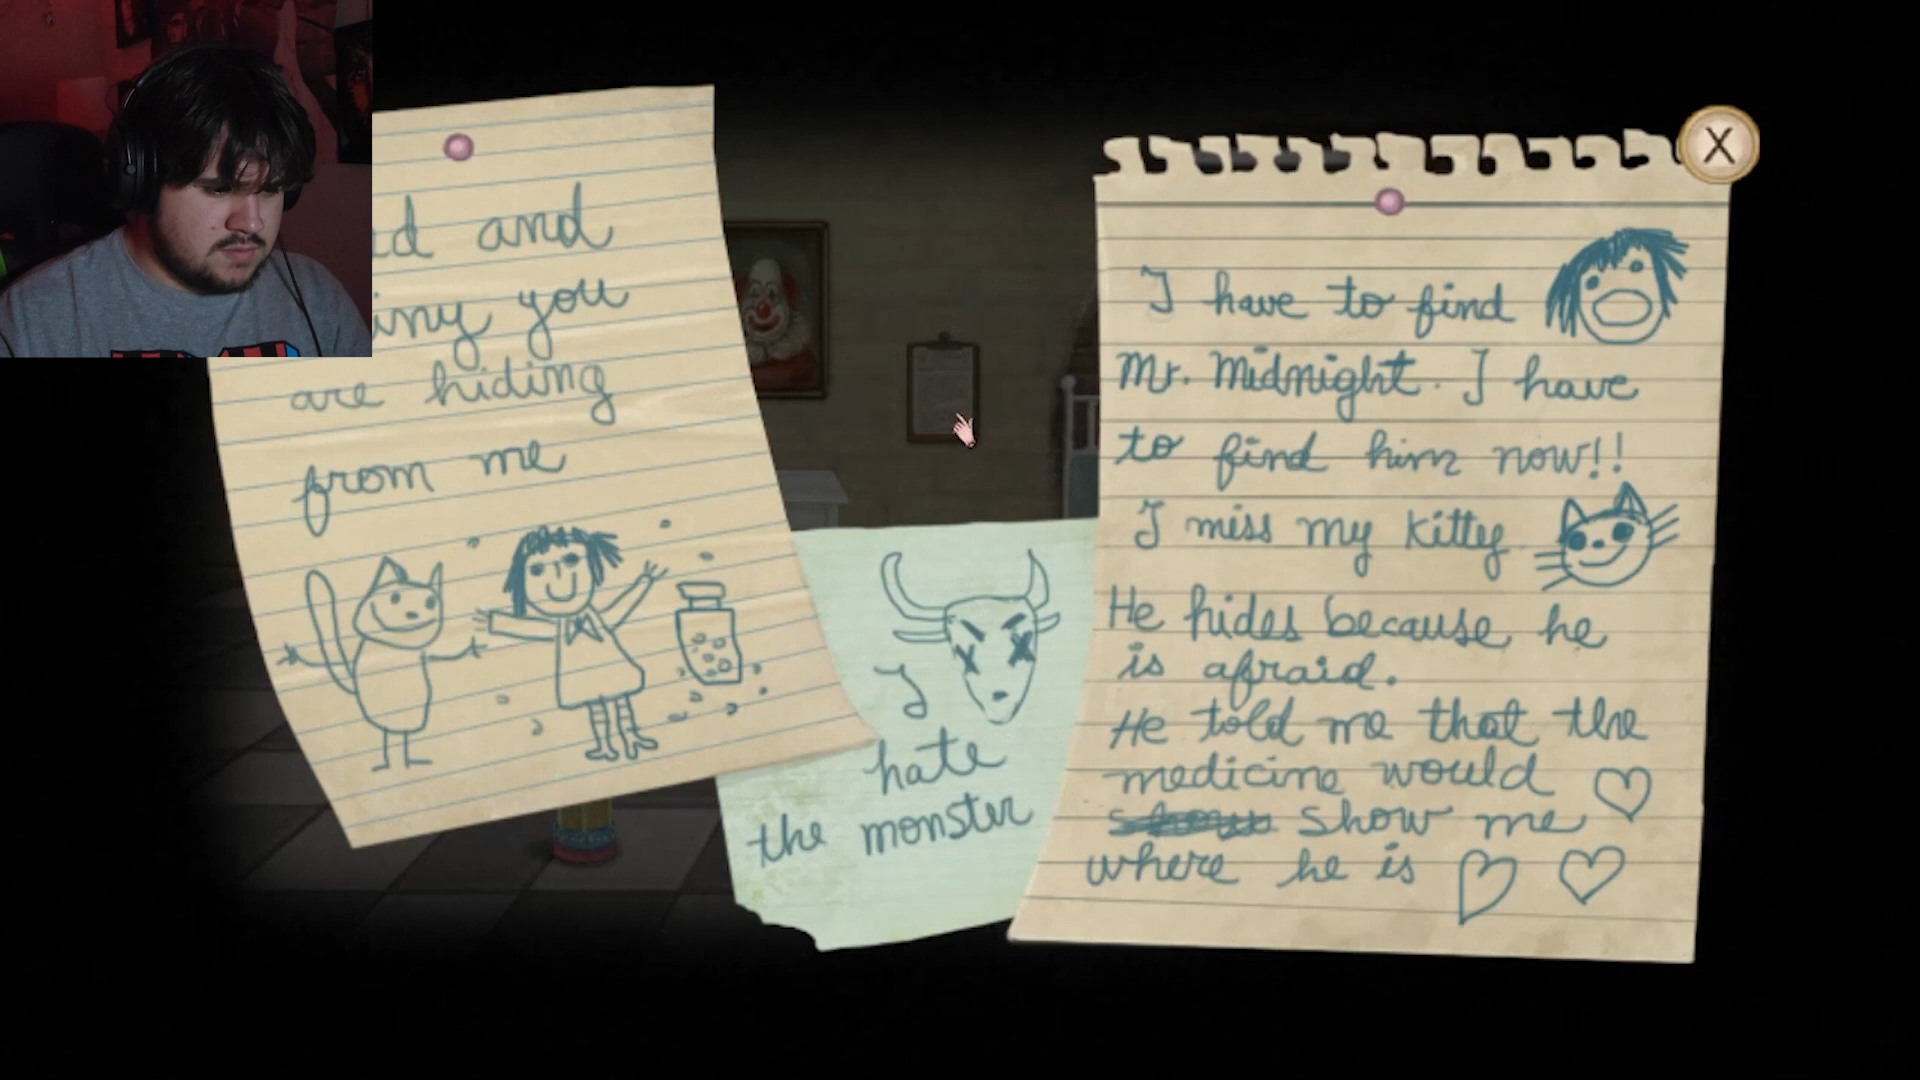 and
you
are hiding
from me
I
hate
the monster
I have to find
Mr. Midnight. I have
to find him now!!
I miss my kitty
He hides because he
is afraid.
He told me that the
medicine would
show me
where he is
X